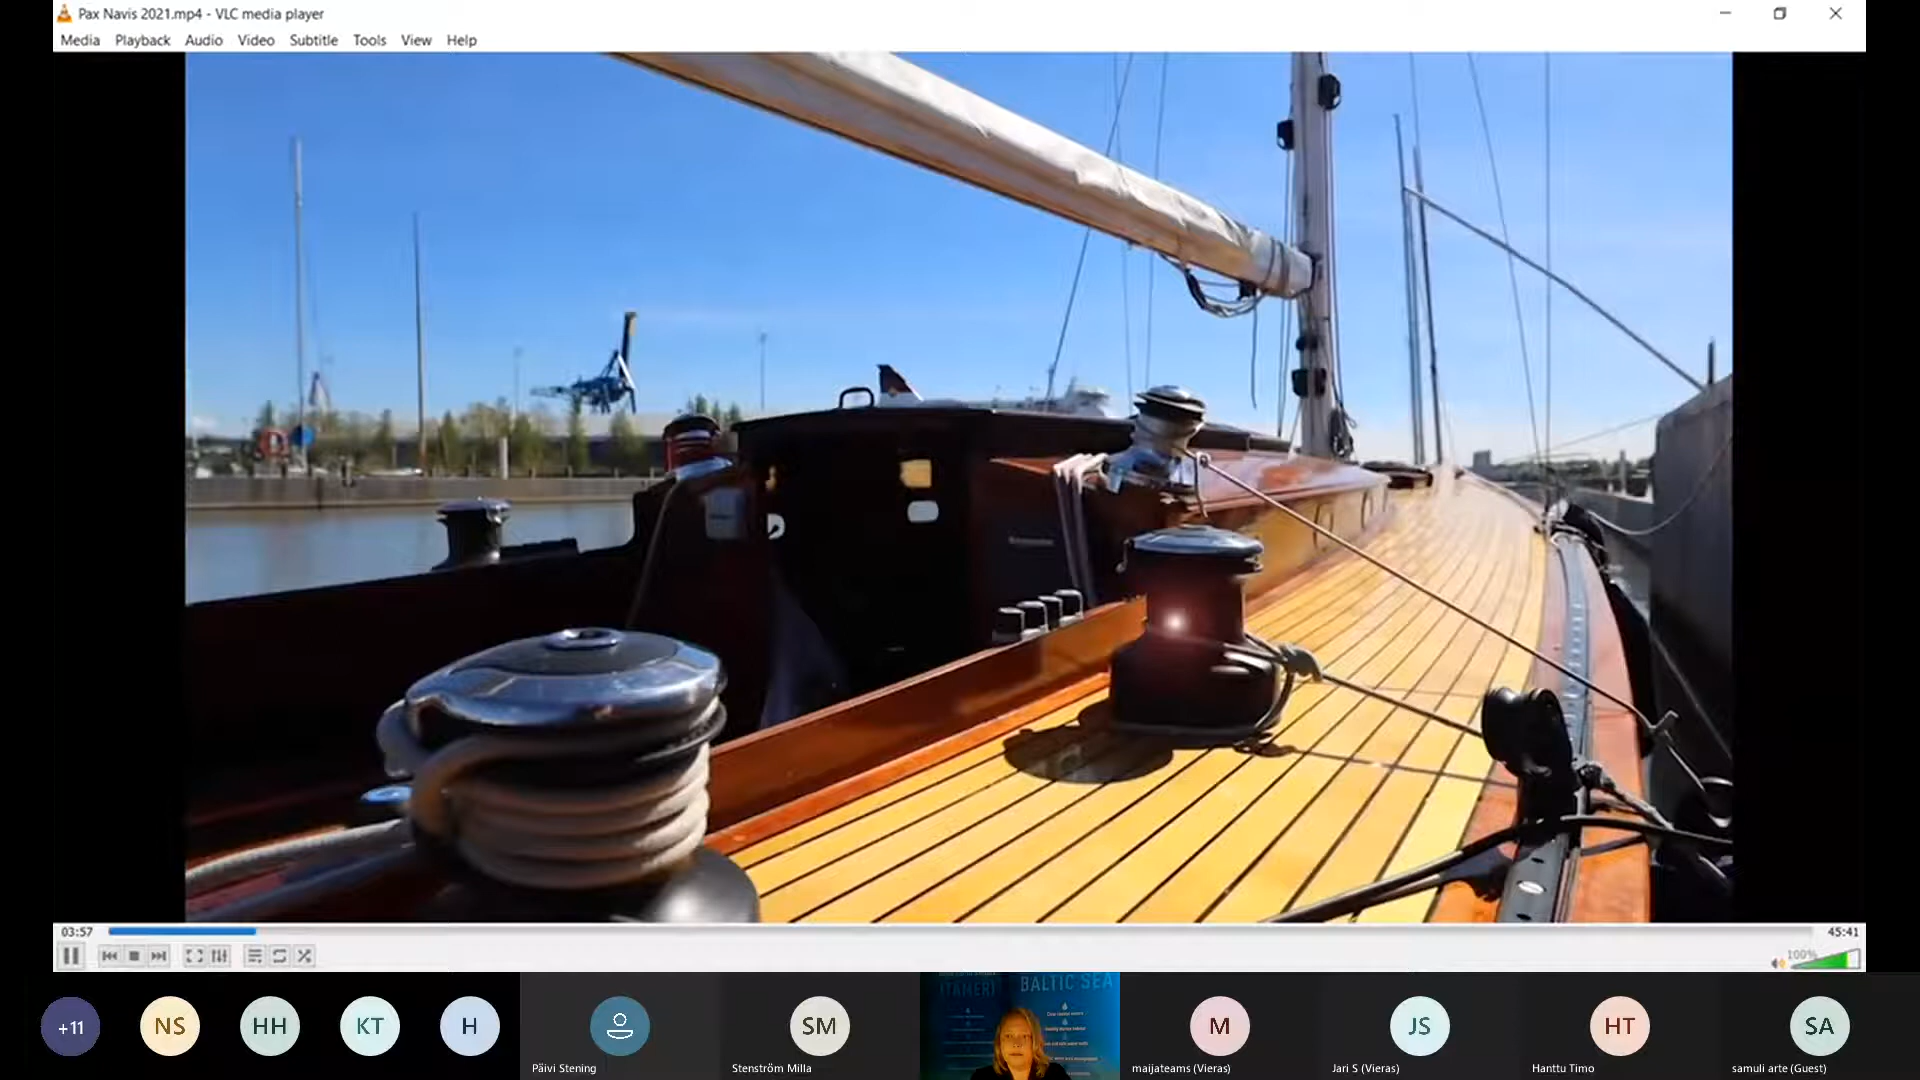 Pax Navis 2021.mp4 - VLC media player
Media Playback Audio Video Subtitle Tools View Help
03:57
45:41
100%
+11
NS
HH
KT
H
SM
ITÄMERI
BALTIC SEA
M
JS
HT
SA
Päivi Stening
Stenström Milla
maijateams (Vieras)
Jari S (Vieras)
Hanttu Timo
samuli arte (Guest)